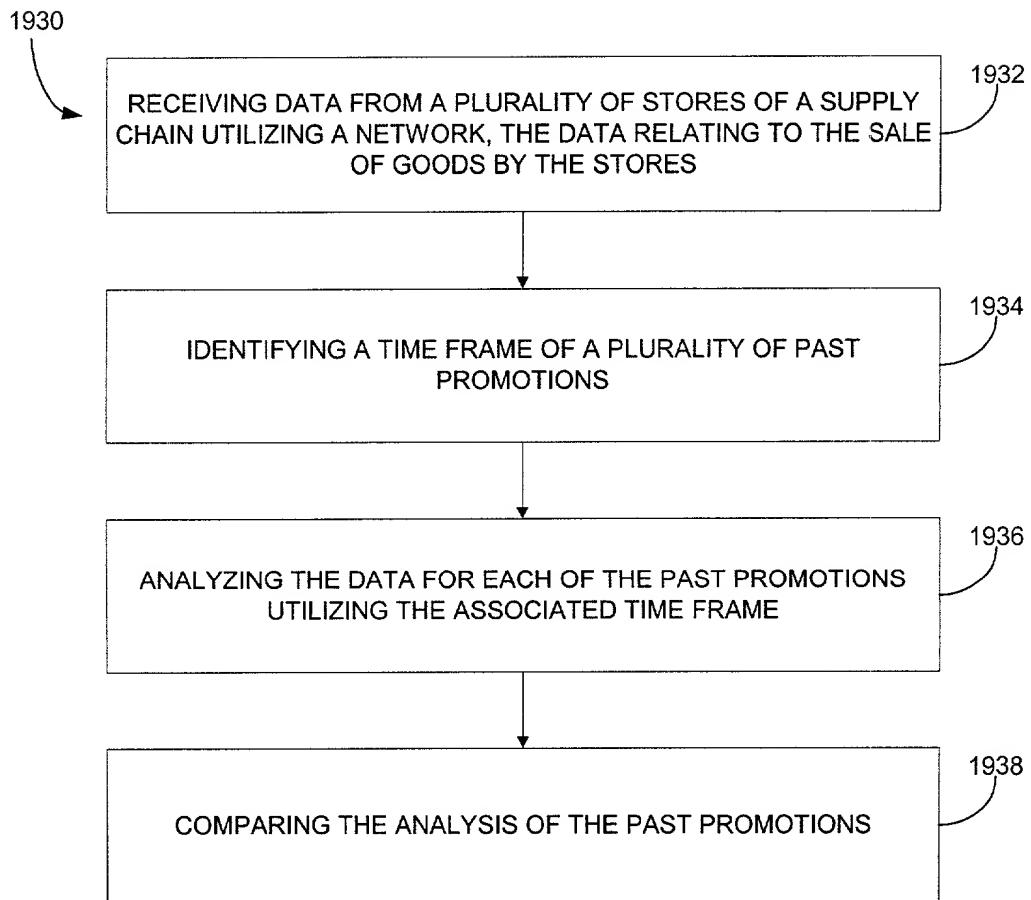 1930
1932
RECEIVING DATA FROM A PLURALITY OF STORES OF A SUPPLY
CHAIN UTILIZING A NETWORK, THE DATA RELATING TO THE SALE
OF GOODS BY THE STORES
1934
IDENTIFYING A TIME FRAME OF A PLURALITY OF PAST
PROMOTIONS
1936
ANALYZING THE DATA FOR EACH OF THE PAST PROMOTIONS
UTILIZING THE ASSOCIATED TIME FRAME
1938
COMPARING THE ANALYSIS OF THE PAST PROMOTIONS